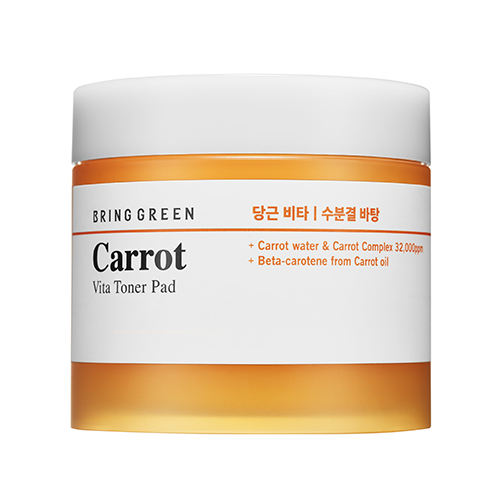 BRING GREEN
Carrot
Vita Toner Pad
당근 비타 | 수분결 바탕
+ Carrot water & Carrot Complex 32,000ppm
+ Beta-carotene from Carrot oil